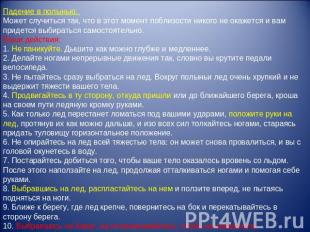 Падение в полынью:
Может случиться так, что в этот момент поблизости никого не окажется и вам
придется выбираться самостоятельно.
Ваши действия:
1. Не паникуйте. Дышите как можно глубже и медленнее.
2. Делайте ногами непрерывные движения так, словно вы крутите педали
велосипеда.
3. Не пытайтесь сразу выбраться на лед. Вокруг полыньи лед очень хрупкий и не
выдержит тяжести вашего тела.
4. Продвигайтесь в ту сторону, откуда пришли или до ближайшего берега, кроша
на своем пути ледяную кромку руками.
5. Как только лед перестанет ломаться под вашими ударами, положите руки на
лед, протянув их как можно дальше, и изо всех сил толкайтесь ногами, стараясь
придать туловищу горизонтальное положение.
6. Не опирайтесь на лед всей тяжестью тела: он может снова провалится, и вы с
головой окунетесь в воду.
7. Постарайтесь добиться того, чтобы ваше тело оказалось вровень со льдом.
После этого наползайте на лед, продолжая отталкиваться ногами и помогая себе
руками.
8. Выбравшись на лед, распластайтесь на нем и ползите вперед, не пытаясь
подняться на ноги.
9. Ближе к берегу, где лед крепче, повернитесь на бок и перекатывайтесь в
сторону берега.
10. Выбравшись на берег, не останавливайтесь,
PPT4WEB.ru